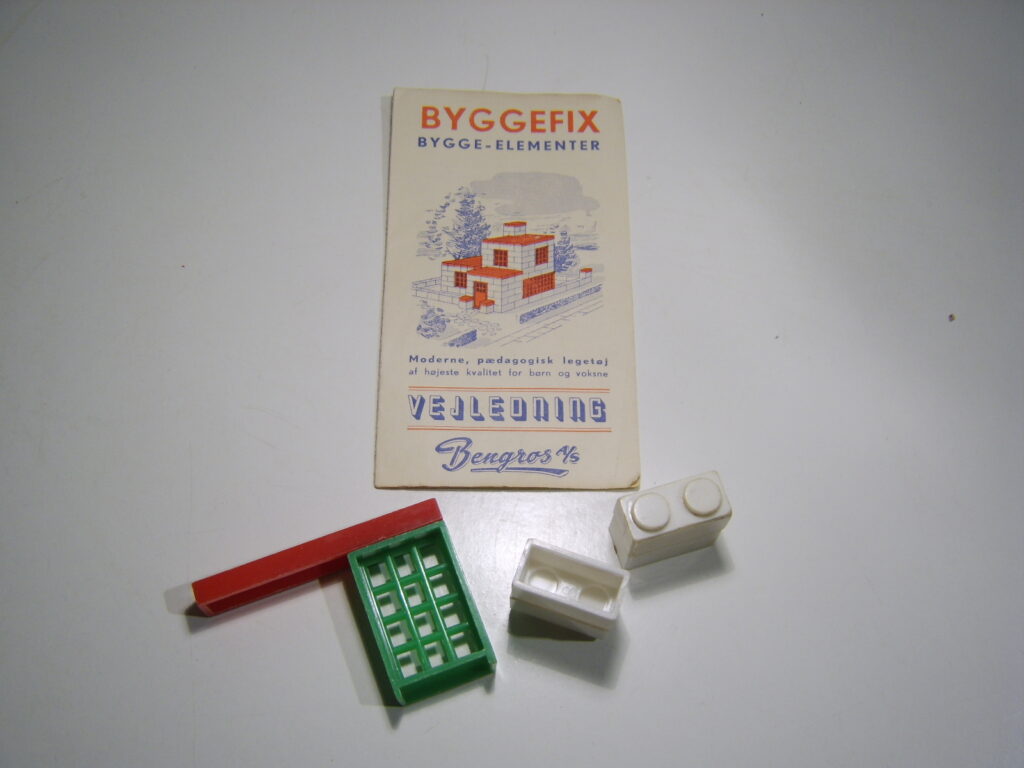 BYGGEFIX
BYGGE-ELEMENTER
Moderne, pædagogisk legetøj
af højeste kvalitet for børn og voksne
VEJLEDNING
Bengros A/S